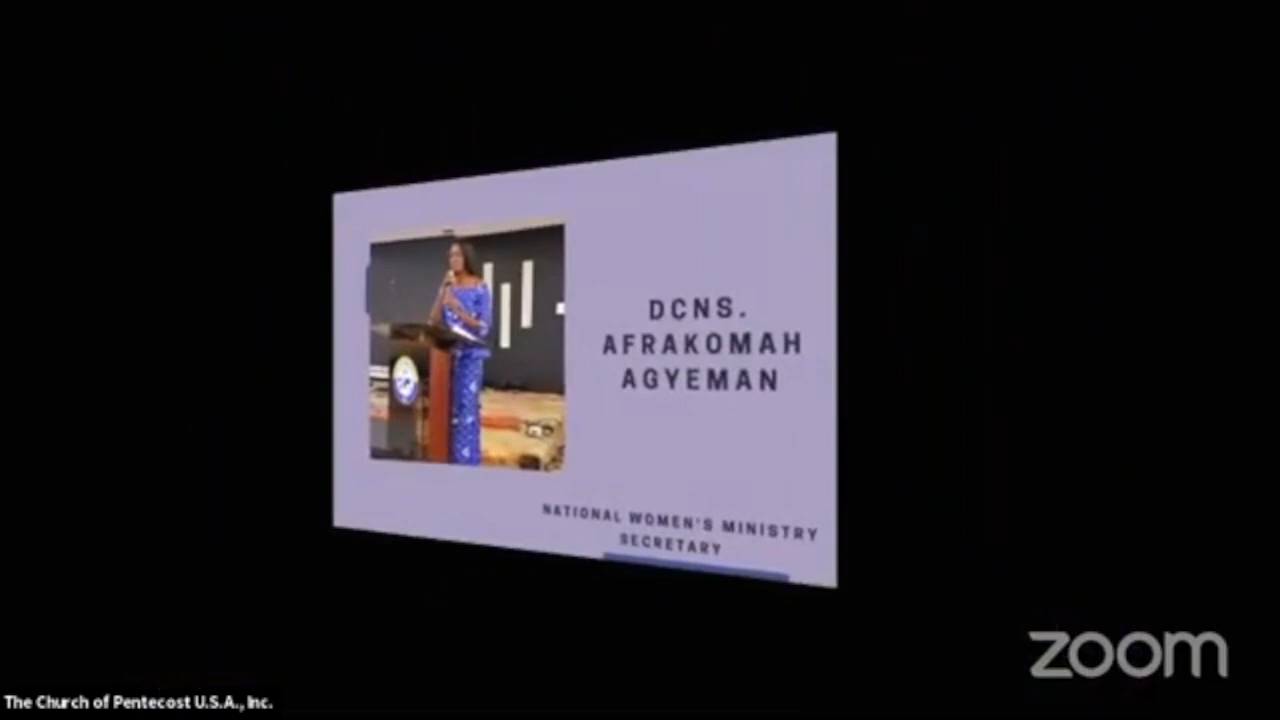 DCNS.
AFRAKOMAH
AGYEMAN
NATIONAL WOMEN'S MINISTRY
SECRETARY
zoom
The Church of Pentecost U.S.A., Inc.